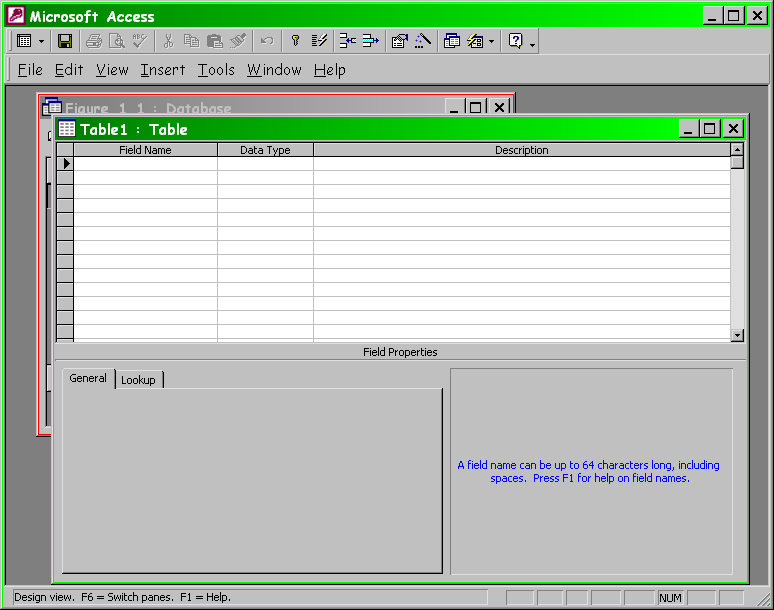 Microsoft Access
File Edit View Insert Tools Window Help
Figure 1 1 : Database
Table1 : Table
Field Name Data Type Description
Field Properties
General Lookup
A field name can be up to 64 characters long, including
spaces. Press F1 for help on field names.
Design view. F6 = Switch panes. F1 = Help. NUM